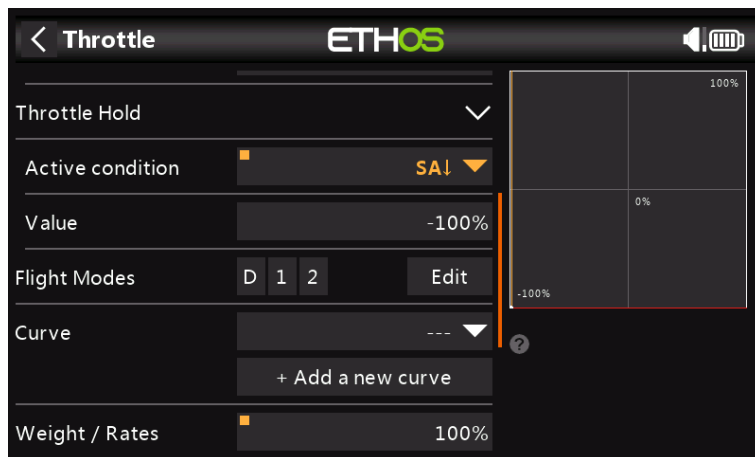 Throttle
ETHOS
100%
Throttle Hold
Active condition SA↓
0%
Value -100%
Flight Modes D 1 2 Edit
-100%
Curve ---
?
+ Add a new curve
Weight / Rates 100%